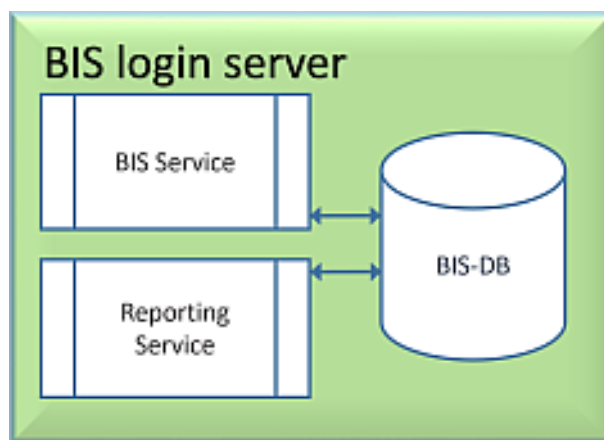 BIS login server
BIS Service
BIS-DB
Reporting
Service